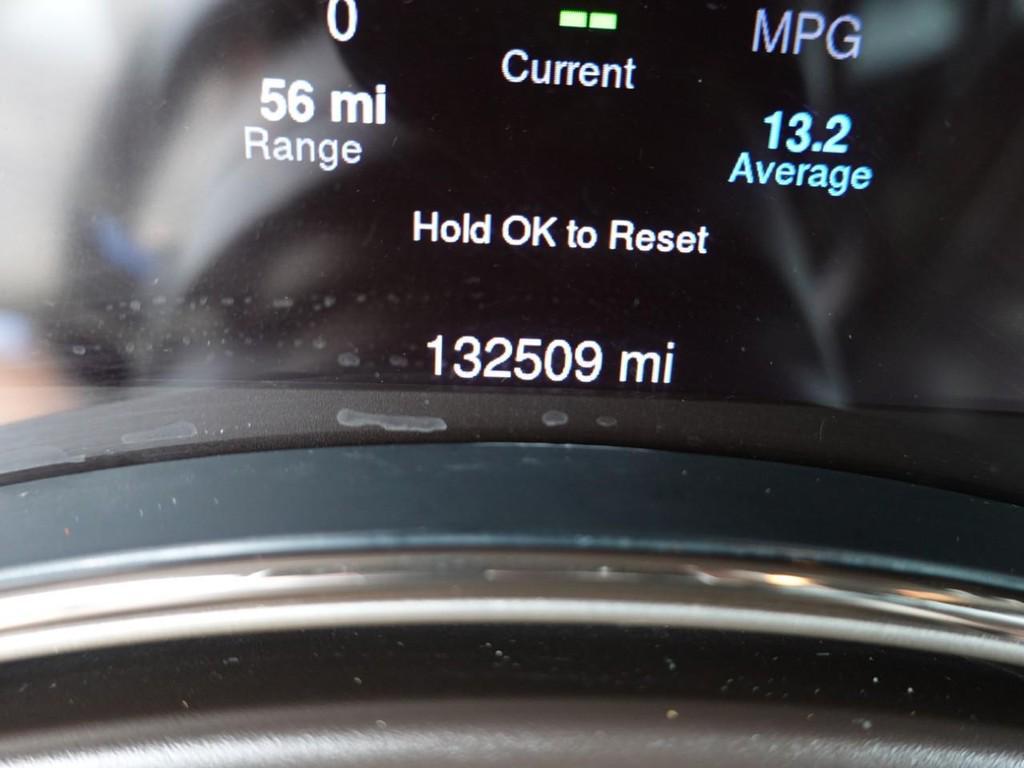 0
MPG
Current
56 mi
Range
13.2
Average
Hold OK to Reset
132509 mi